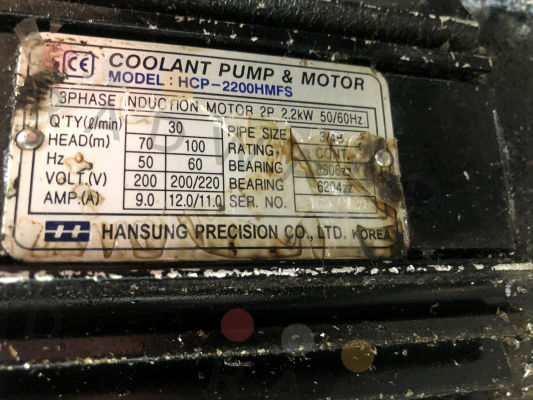 CE COOLANT PUMP & MOTOR
MODEL : HCP-2200HMFS
3PHASE INDUCTION MOTOR 2P 2.2kW 50/60Hz
Q'TY(ℓ/min) 30 PIPE SIZE
HEAD(m) 70 100 RATING CONT.
Hz 50 60 BEARING
VOLT.(V) 200 200/220 BEARING 6204zz
AMP.(A) 9.0 12.0/11.0 SER. NO.
HANSUNG PRECISION CO., LTD. KOREA